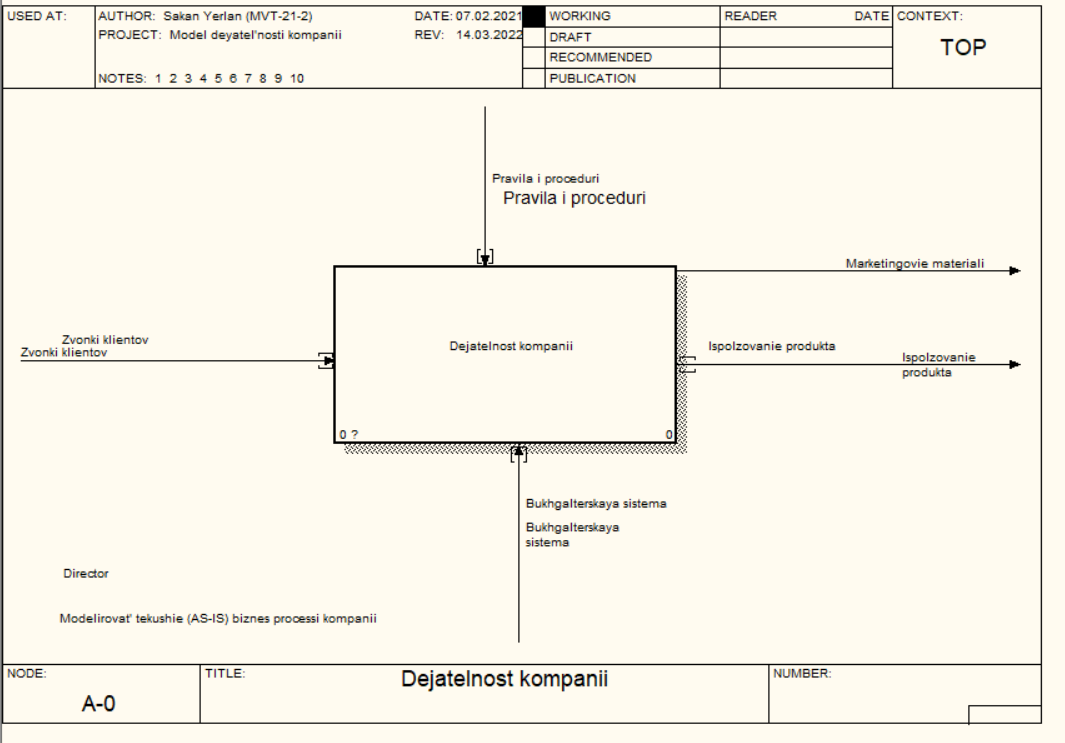 USED AT:
AUTHOR: Sakan Yerlan (MVT-21-2)
DATE: 07.02.2021
WORKING
READER
DATE
CONTEXT:
PROJECT: Model deyatel'nosti kompanii
REV: 14.03.2022
DRAFT
TOP
RECOMMENDED
NOTES: 1 2 3 4 5 6 7 8 9 10
PUBLICATION
Pravila i proceduri
Pravila i proceduri
Marketingovie materiali
Zvonki klientov
Zvonki klientov
Dejatelnost kompanii
Ispolzovanie produkta
Ispolzovanie
produkta
0 ?
0
Bukhgalterskaya sistema
Bukhgalterskaya
sistema
Director
Modelirovat' tekushie (AS-IS) biznes processi kompanii
NODE:
TITLE:
Dejatelnost kompanii
NUMBER:
A-0